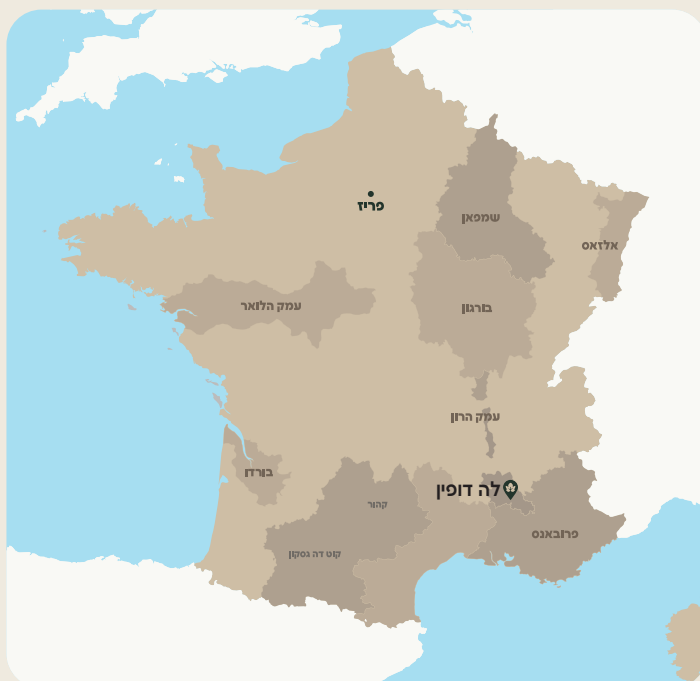 פריז
שמפאן
אלזאס
עמק הלואר
בורגון
עמק הרון
בורדו
לה דופין
קהור
פרובאנס
קוט דה גסקון